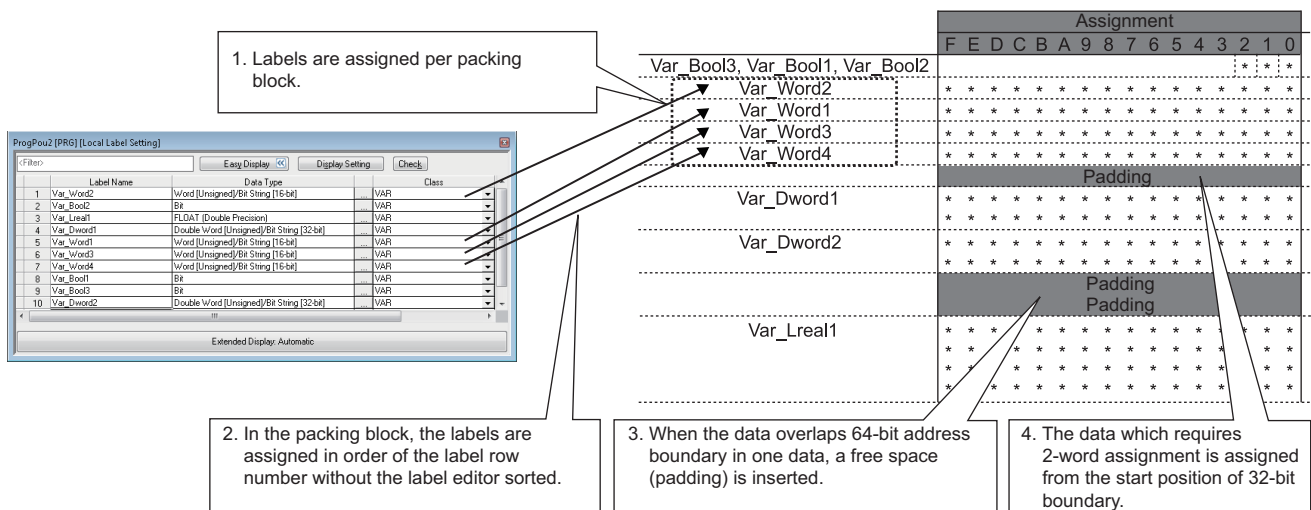 1. Labels are assigned per packing
block.
ProgPou2 [PRG] [Local Label Setting]
<Filter> Easy Display Display Setting Check
Label Name Data Type Class
1 Var_Word2 Word [Unsigned]/Bit String [16-bit] ... VAR
2 Var_Bool2 Bit ... VAR
3 Var_Lreal1 FLOAT (Double Precision) ... VAR
4 Var_Dword1 Double Word [Unsigned]/Bit String [32-bit] ... VAR
5 Var_Word1 Word [Unsigned]/Bit String [16-bit] ... VAR
6 Var_Word3 Word [Unsigned]/Bit String [16-bit] ... VAR
7 Var_Word4 Word [Unsigned]/Bit String [16-bit] ... VAR
8 Var_Bool1 Bit ... VAR
9 Var_Bool3 Bit ... VAR
10 Var_Dword2 Double Word [Unsigned]/Bit String [32-bit] ... VAR
Extended Display: Automatic
Assignment
F E D C B A 9 8 7 6 5 4 3 2 1 0
Var_Bool3, Var_Bool1, Var_Bool2 * * *
Var_Word2 * * * * * * * * * * * * * * * *
Var_Word1 * * * * * * * * * * * * * * * *
Var_Word3 * * * * * * * * * * * * * * * *
Var_Word4 * * * * * * * * * * * * * * * *
Padding
Var_Dword1 * * * * * * * * * * * * * * * *
* * * * * * * * * * * * * * * *
Var_Dword2 * * * * * * * * * * * * * * * *
* * * * * * * * * * * * * * * *
Padding
Padding
Var_Lreal1 * * * * * * * * * * * * * * * *
* * * * * * * * * * * * * * *
* * * * * * * * * * * * * * *
* * * * * * * * * * * * * *
2. In the packing block, the labels are
assigned in order of the label row
number without the label editor sorted.
3. When the data overlaps 64-bit address
boundary in one data, a free space
(padding) is inserted.
4. The data which requires
2-word assignment is assigned
from the start position of 32-bit
boundary.